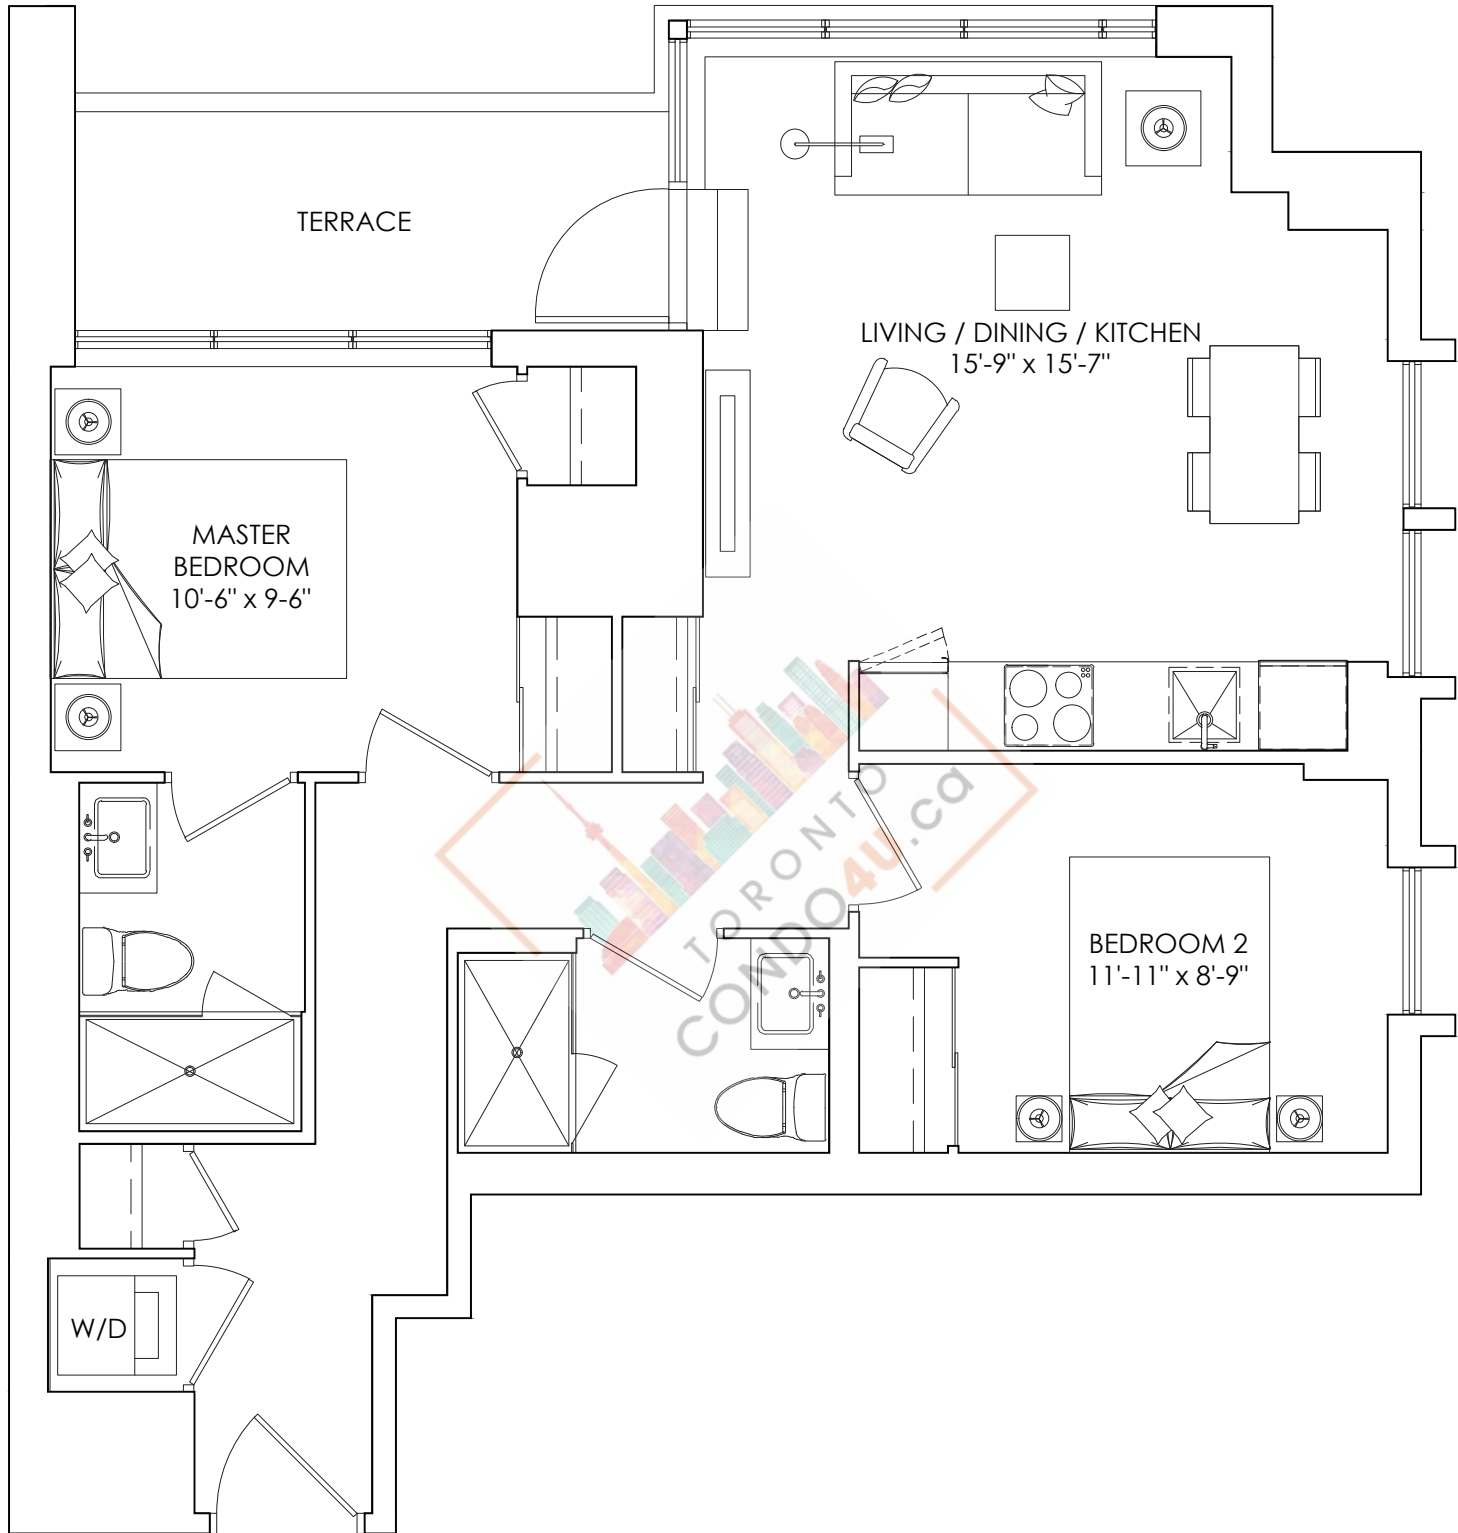 TERRACE
LIVING / DINING / KITCHEN
15'-9" x 15'-7"
MASTER
BEDROOM
10'-6" x 9-6"
TORONTO
CONDO4U.ca
BEDROOM 2
11'-11" x 8'-9"
W/D